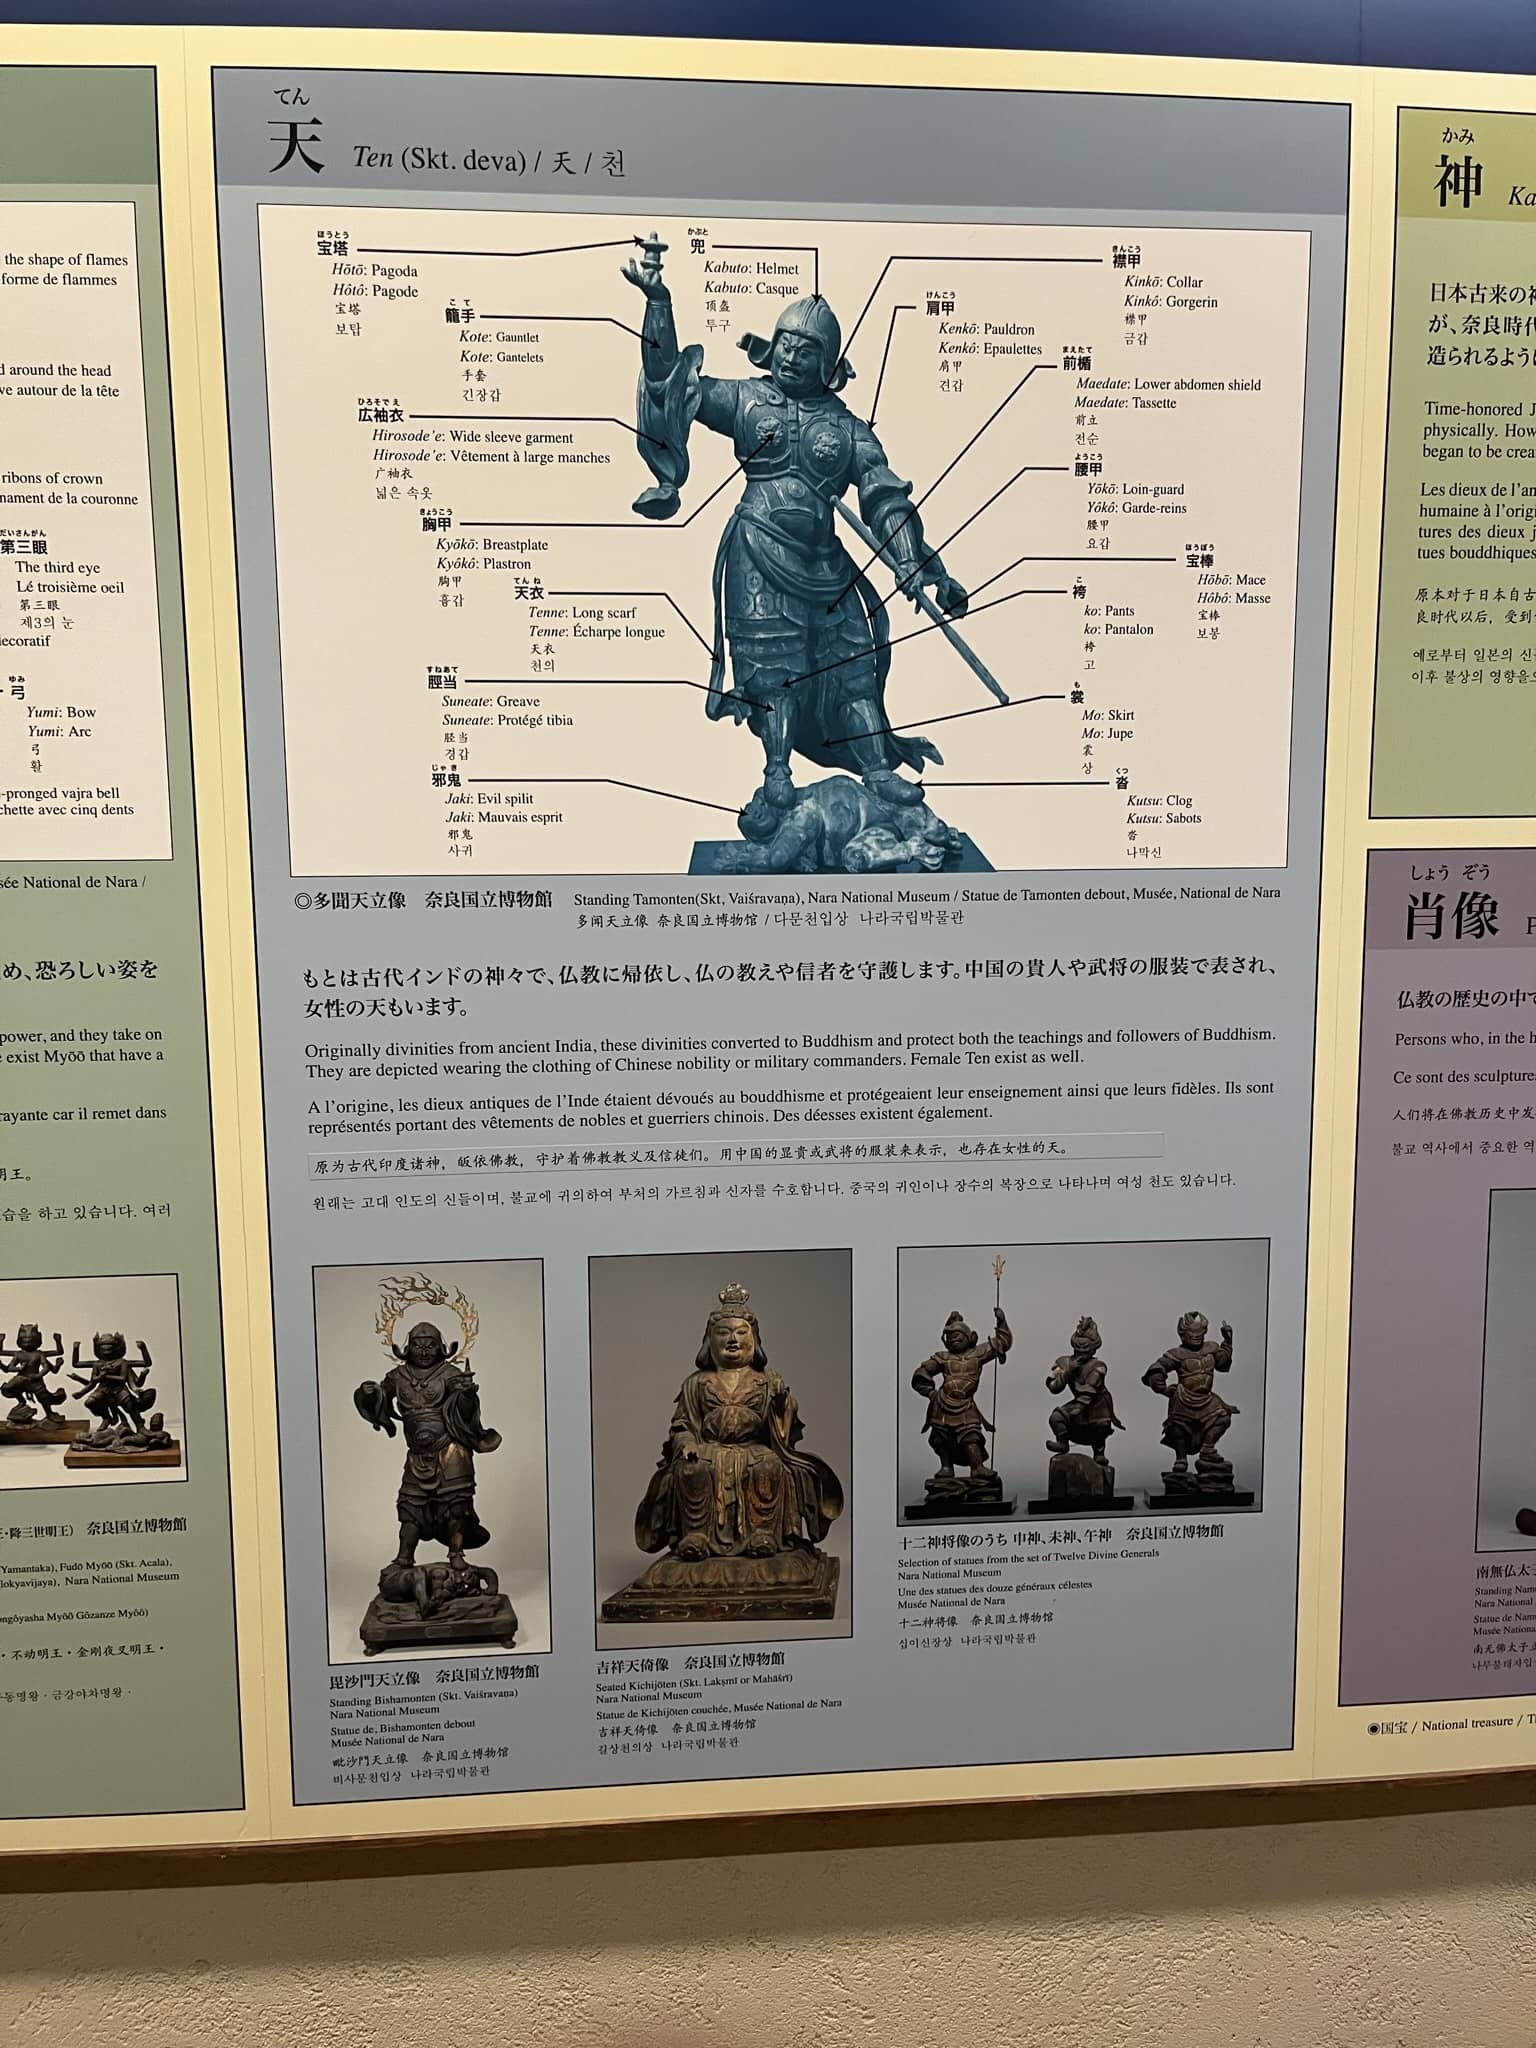 the shape of flames
forme de flammes
d around the head
ve autour de la tête
ribons of crown
nament de la couronne
だいさんがん
第三眼
The third eye
Lé troisième oeil
第三眼
제3의 눈
decoratif
ゆみ
・弓
Yumi: Bow
Yumi: Arc
弓
활
-pronged vajra bell
chette avec cinq dents
sée National de Nara /
め、恐ろしい姿を
power, and they take on
e exist Myōō that have a
rayante car il remet dans
明王。
습을 하고 있습니다. 여러
王・降三世明王） 奈良国立博物館
Yamantaka), Fudō Myōō (Skt. Acala),
lokyavijaya), Nara National Museum
ongôyasha Myôô Gôzanze Myôô)
・不动明王・金剛夜叉明王・
부동명왕・금강야차명왕・
てん
天 Ten (Skt. deva) / 天 / 천
ほうとう
宝塔
Hōtō: Pagoda
Hôtô: Pagode
宝塔
보탑
こて
籠手
Kote: Gauntlet
Kote: Gantelets
手套
긴장갑
ひろそでえ
広袖衣
Hirosode'e: Wide sleeve garment
Hirosode'e: Vêtement à large manches
广袖衣
넓은 속옷
きょうこう
胸甲
Kyōkō: Breastplate
Kyôkô: Plastron
胸甲
흉갑
てんね
天衣
Tenne: Long scarf
Tenne: Écharpe longue
天衣
천의
すねあて
脛当
Suneate: Greave
Suneate: Protégé tibia
胫当
경갑
じゃき
邪鬼
Jaki: Evil spilit
Jaki: Mauvais esprit
邪鬼
사귀
かぶと
兜
Kabuto: Helmet
Kabuto: Casque
頂盔
투구
きんこう
襟甲
Kinkō: Collar
Kinkô: Gorgerin
襟甲
금갑
けんこう
肩甲
Kenkō: Pauldron
Kenkô: Epaulettes
肩甲
견갑
まえたて
前楯
Maedate: Lower abdomen shield
Maedate: Tassette
前立
전순
ようこう
腰甲
Yōkō: Loin-guard
Yôkô: Garde-reins
腰甲
요갑
ほうぼう
宝棒
Hōbō: Mace
Hôbô: Masse
宝棒
보봉
こ
袴
ko: Pants
ko: Pantalon
袴
고
も
裳
Mo: Skirt
Mo: Jupe
裳
상
くつ
沓
Kutsu: Clog
Kutsu: Sabots
沓
나막신
◎多聞天立像 奈良国立博物館 Standing Tamonten(Skt, Vaiśravaṇa), Nara National Museum / Statue de Tamonten debout, Musée, National de Nara
多闻天立像 奈良国立博物馆 / 다문천입상 나라국립박물관
もとは古代インドの神々で、仏教に帰依し、仏の教えや信者を守護します。中国の貴人や武将の服装で表され、
女性の天もいます。
Originally divinities from ancient India, these divinities converted to Buddhism and protect both the teachings and followers of Buddhism.
They are depicted wearing the clothing of Chinese nobility or military commanders. Female Ten exist as well.
A l'origine, les dieux antiques de l'Inde étaient dévoués au bouddhisme et protégeaient leur enseignement ainsi que leurs fidèles. Ils sont
représentés portant des vêtements de nobles et guerriers chinois. Des déesses existent également.
原为古代印度诸神，皈依佛教，守护着佛教教义及信徒们。用中国的显贵或武将的服装来表示，也存在女性的天。
원래는 고대 인도의 신들이며, 불교에 귀의하여 부처의 가르침과 신자를 수호합니다. 중국의 귀인이나 장수의 복장으로 나타나며 여성 천도 있습니다.
毘沙門天立像 奈良国立博物館
Standing Bishamonten (Skt. Vaiśravaṇa)
Nara National Museum
Statue de, Bishamonten debout
Musée National de Nara
毗沙門天立像 奈良国立博物館
비사문천입상 나라국립박물관
吉祥天倚像 奈良国立博物館
Seated Kichijōten (Skt. Lakṣmī or Mahāśrī)
Nara National Museum
Statue de Kichijōten couchée, Musée National de Nara
吉祥天倚像 奈良国立博物館
길상천의상 나라국립박물관
十二神将像のうち 申神、未神、午神 奈良国立博物館
Selection of statues from the set of Twelve Divine Generals
Nara National Museum
Une des statues des douze généraux célestes
Musée National de Nara
十二神将像 奈良国立博物館
십이신장상 나라국립박물관
かみ
神 Ka
日本古来の神
が、奈良時代
造られるように
Time-honored J
physically. How
began to be crea
Les dieux de l'an
humaine à l'orig
tures des dieux j
tues bouddhiques
原本对于日本自古
良时代以后，受到
예로부터 일본의 신
이후 불상의 영향을
しょう ぞう
肖像 P
仏教の歴史の中で
Persons who, in the h
Ce sont des sculptures
人们将在佛教历史中发
불교 역사에서 중요한 역
南無仏太子
Standing Nam
Nara National
Statue de Nam
Musée Nationa
南无佛太子立
나무불태자입
◉国宝 / National treasure / T